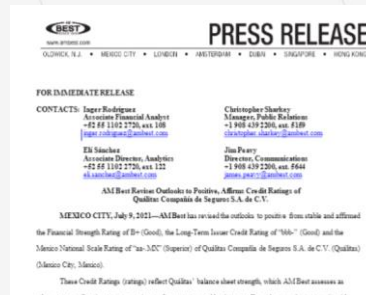 BEST
www.ambest.com
PRESS RELEASE
OLDWICK, N.J. • MEXICO CITY • LONDON • AMSTERDAM • DUBAI • SINGAPORE • HONG KONG
FOR IMMEDIATE RELEASE
CONTACTS: Inger Rodriguez Christopher Sharkey
Associate Financial Analyst Manager, Public Relations
+52 55 1102 2720, ext. 108 +1 908 439 2200, ext. 5159
inger.rodriguez@ambest.com christopher.sharkey@ambest.com
Elí Sánchez Jim Peavy
Associate Director, Analytics Director, Communications
+52 55 1102 2720, ext. 122 +1 908 439 2200, ext. 5644
eli.sanchez@ambest.com james.peavy@ambest.com
AM Best Revises Outlooks to Positive, Affirms Credit Ratings of
Quálitas Compañía de Seguros S.A. de C.V.
MEXICO CITY, July 9, 2021—AM Best has revised the outlooks to positive from stable and affirmed
the Financial Strength Rating of B+ (Good), the Long-Term Issuer Credit Rating of "bbb-" (Good) and the
Mexico National Scale Rating of "aa-.MX" (Superior) of Quálitas Compañía de Seguros S.A. de C.V. (Quálitas)
(Mexico City, Mexico).
These Credit Ratings (ratings) reflect Quálitas' balance sheet strength, which AM Best assesses as